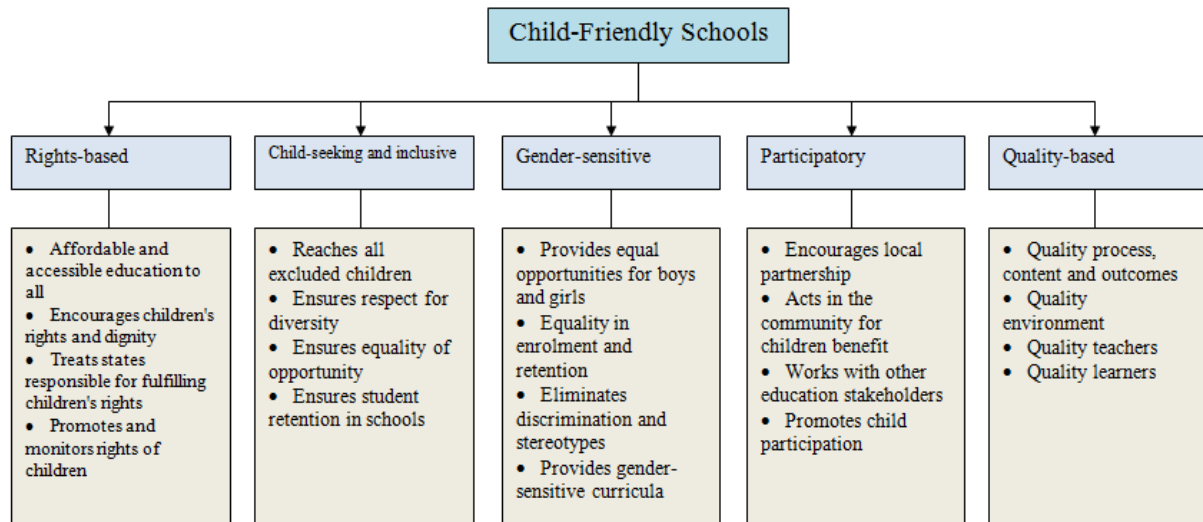 Child-Friendly Schools
Rights-based
Child-seeking and inclusive
Gender-sensitive
Participatory
Quality-based
• Affordable and
accessible education to
all
• Encourages children's
rights and dignity
• Treats states
responsible for fulfilling
children's rights
• Promotes and
monitors rights of
children
• Reaches all
excluded children
• Ensures respect for
diversity
• Ensures equality of
opportunity
• Ensures student
retention in schools
• Provides equal
opportunities for boys
and girls
• Equality in
enrolment and
retention
• Eliminates
discrimination and
stereotypes
• Provides gender-
sensitive curricula
• Encourages local
partnership
• Acts in the
community for
children benefit
• Works with other
education stakeholders
• Promotes child
participation
• Quality process,
content and outcomes
• Quality
environment
• Quality teachers
• Quality learners